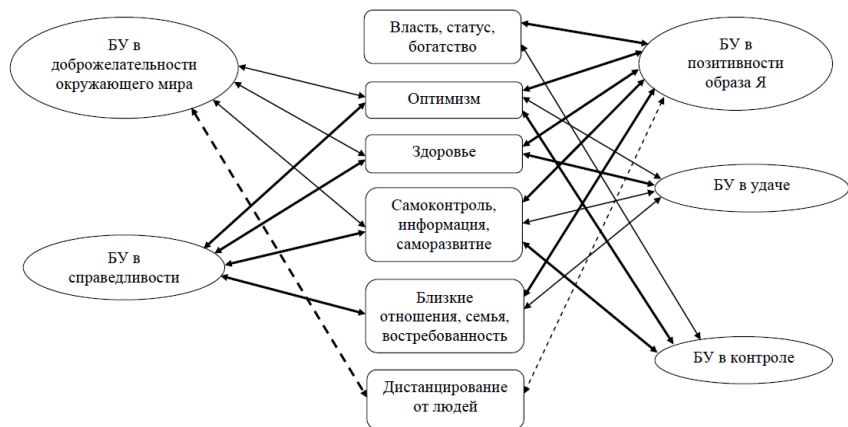 БУ в
доброжелательности
окружающего мира
БУ в
справедливости
Власть, статус,
богатство
Оптимизм
Здоровье
Самоконтроль,
информация,
саморазвитие
Близкие
отношения, семья,
востребованность
Дистанцирование
от людей
БУ в
позитивности
образа Я
БУ в удаче
БУ в контроле